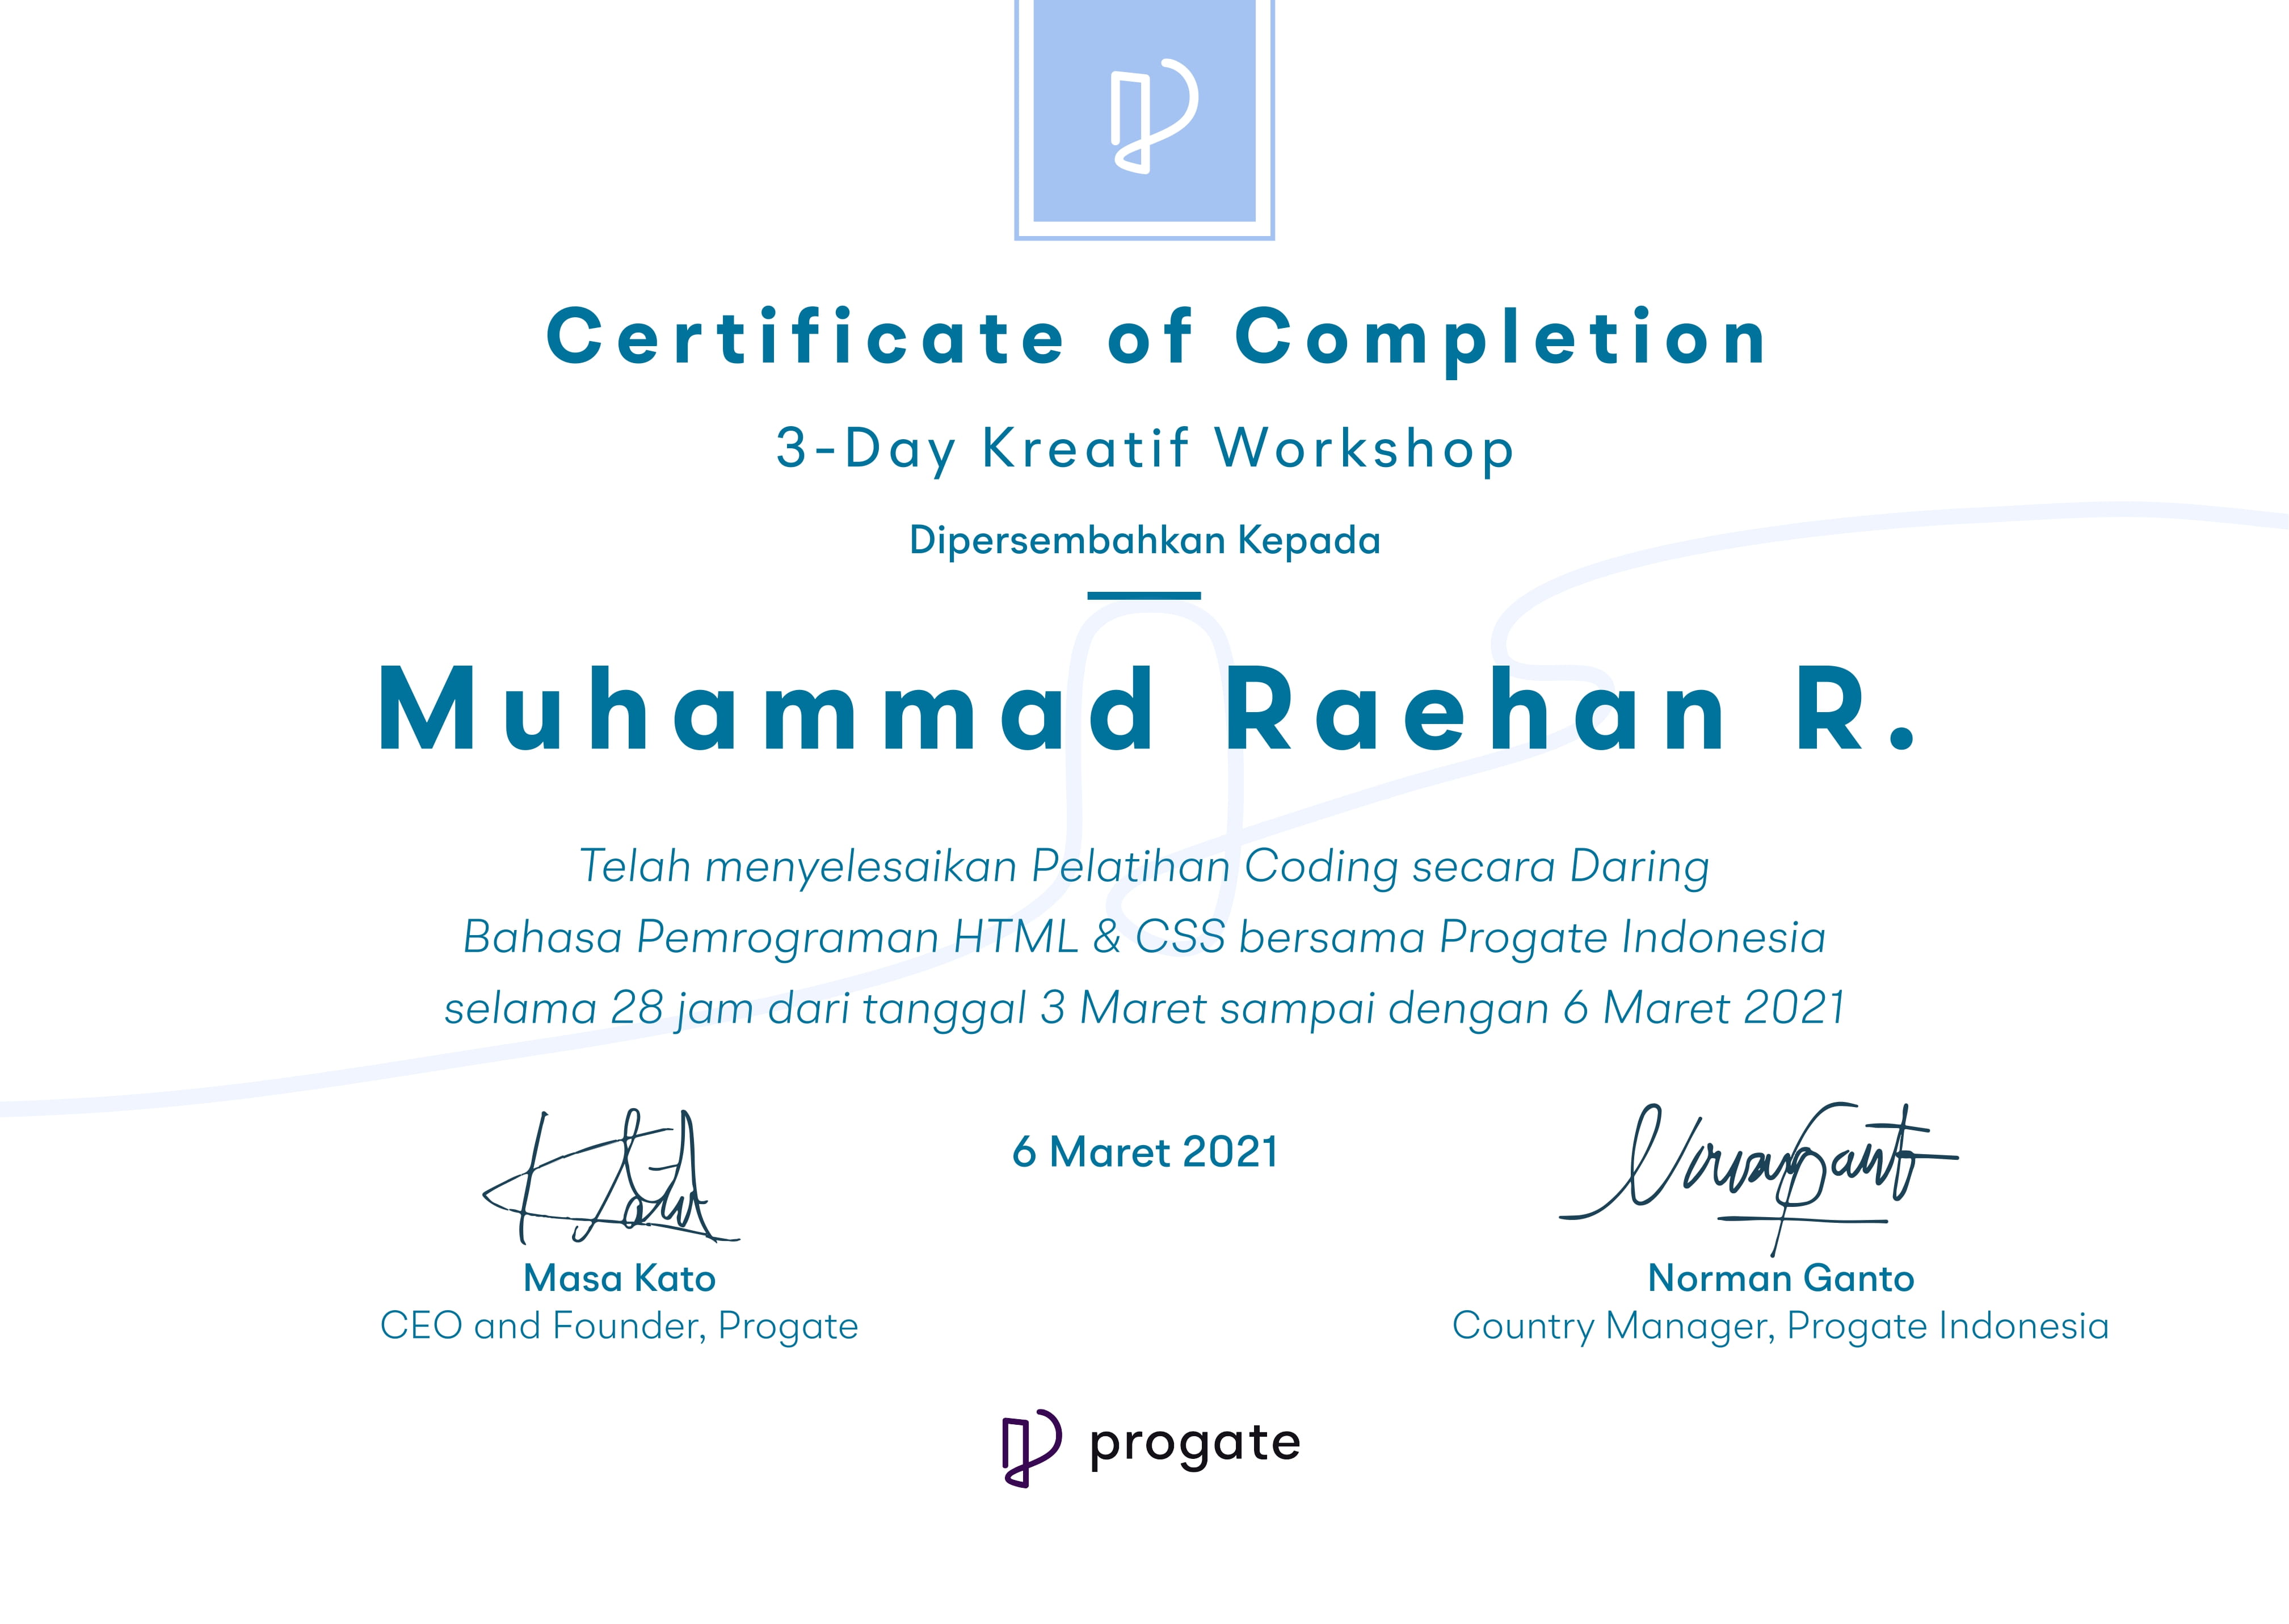 Certificate of Completion
3-Day Kreatif Workshop
Dipersembahkan Kepada
Muhammad Raehan R.
Telah menyelesaikan Pelatihan Coding secara Daring
Bahasa Pemrograman HTML & CSS bersama Progate Indonesia
selama 28 jam dari tanggal 3 Maret sampai dengan 6 Maret 2021
6 Maret 2021
Masa Kato
CEO and Founder, Progate
Norman Ganto
Country Manager, Progate Indonesia
progate